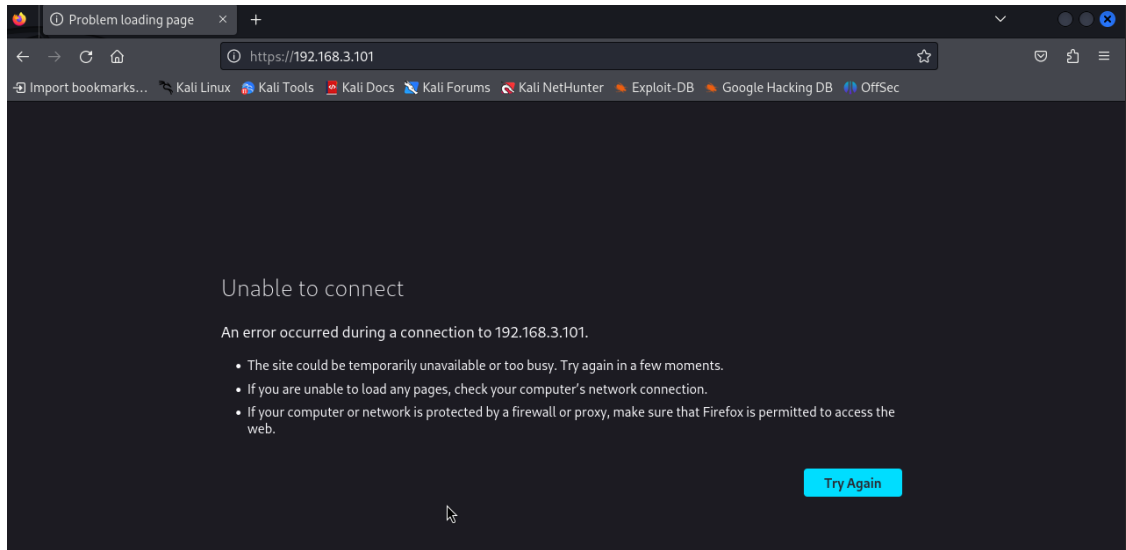 Problem loading page
https://192.168.3.101
Import bookmarks... Kali Linux Kali Tools Kali Docs Kali Forums Kali NetHunter Exploit-DB Google Hacking DB OffSec
Unable to connect
An error occurred during a connection to 192.168.3.101.
• The site could be temporarily unavailable or too busy. Try again in a few moments.
• If you are unable to load any pages, check your computer's network connection.
• If your computer or network is protected by a firewall or proxy, make sure that Firefox is permitted to access the
web.
Try Again